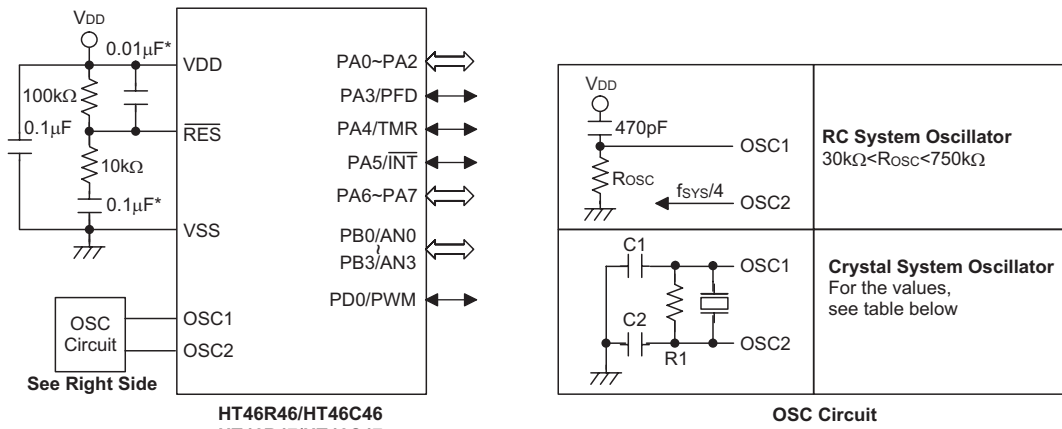 VDD
0.01µF*
VDD
100kΩ
0.1µF
RES
10kΩ
0.1µF*
VSS
OSC
Circuit
See Right Side
OSC1
OSC2
PA0~PA2
PA3/PFD
PA4/TMR
PA5/INT
PA6~PA7
PB0/AN0
~
PB3/AN3
PD0/PWM
HT46R46/HT46C46
VDD
470pF
OSC1
ROSC
fSYS/4
OSC2
RC System Oscillator
30kΩ<ROSC<750kΩ
C1
OSC1
C2
OSC2
R1
Crystal System Oscillator
For the values,
see table below
OSC Circuit